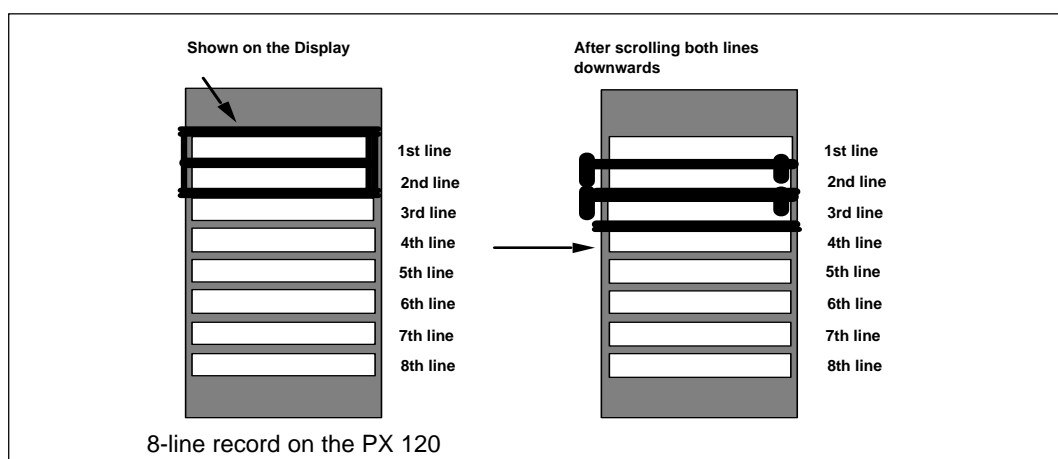 Shown on the Display
1st line
2nd line
3rd line
4th line
5th line
6th line
7th line
8th line
8-line record on the PX 120
After scrolling both lines
downwards
1st line
2nd line
3rd line
4th line
5th line
6th line
7th line
8th line